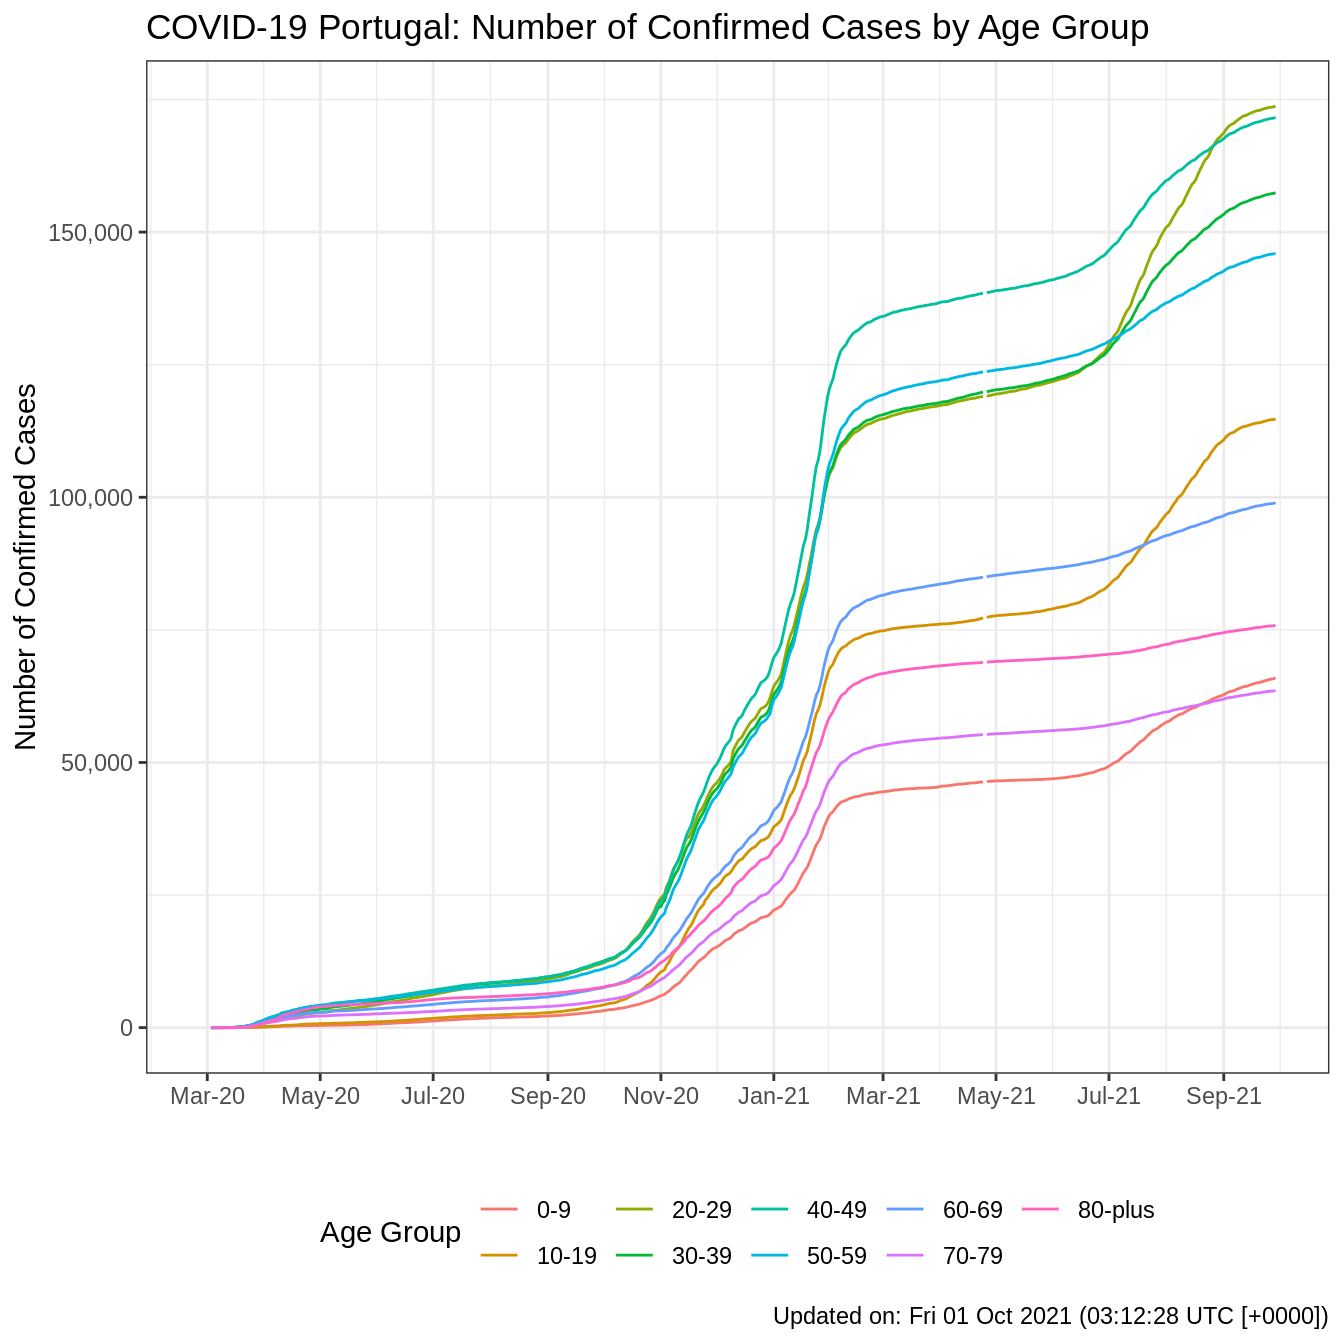 COVID-19 Portugal: Number of Confirmed Cases by Age Group
Number of Confirmed Cases
150,000
100,000
50,000
0
Mar-20 May-20 Jul-20 Sep-20 Nov-20 Jan-21 Mar-21 May-21 Jul-21 Sep-21
Age Group
0-9 20-29 40-49 60-69 80-plus
10-19 30-39 50-59 70-79
Updated on: Fri 01 Oct 2021 (03:12:28 UTC [+0000])